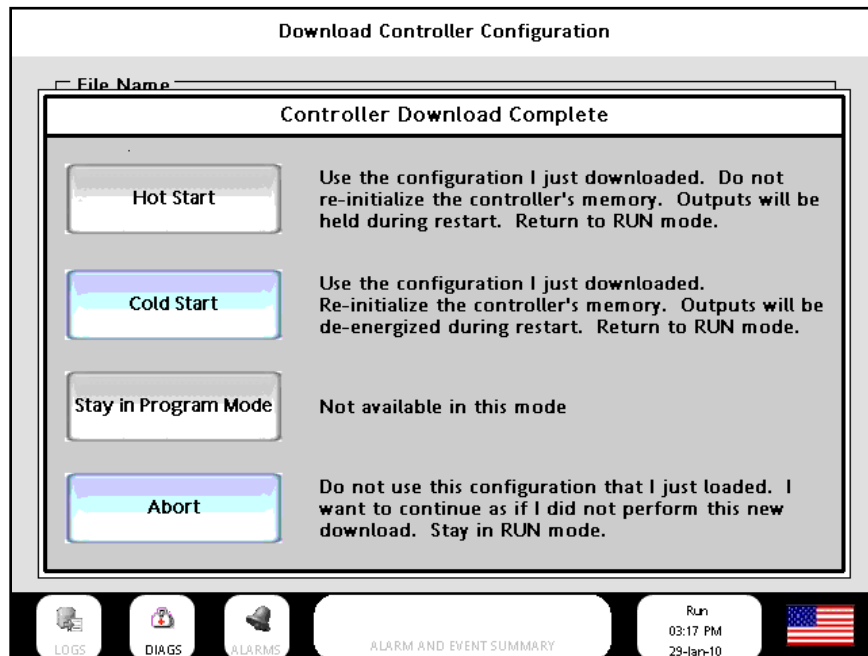 Download Controller Configuration
File Name
Controller Download Complete
Hot Start
Use the configuration I just downloaded. Do not
re-initialize the controller's memory. Outputs will be
held during restart. Return to RUN mode.
Cold Start
Use the configuration I just downloaded.
Re-initialize the controller's memory. Outputs will be
de-energized during restart. Return to RUN mode.
Stay in Program Mode
Not available in this mode
Abort
Do not use this configuration that I just loaded. I
want to continue as if I did not perform this new
download. Stay in RUN mode.
LOGS
DIAGS
ALARMS
ALARM AND EVENT SUMMARY
Run
03:17 PM
29-Jan-10